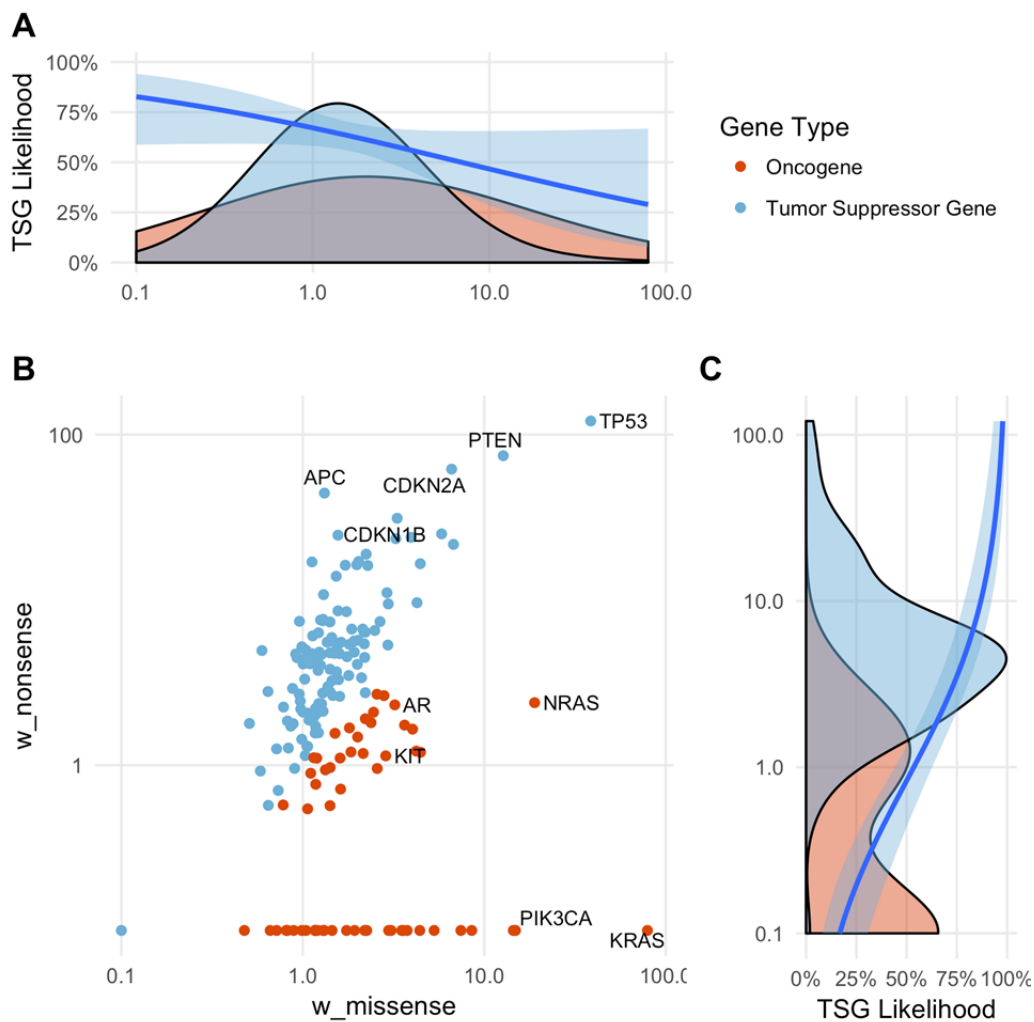 A
TSG Likelihood
100%
75%
50%
25%
0%
0.1
1.0
10.0
100.0
Gene Type
Oncogene
Tumor Suppressor Gene
B
w_nonsense
100
1
TP53
PTEN
APC
CDKN2A
CDKN1B
AR
NRAS
KIT
PIK3CA
KRAS
0.1
1.0
10.0
100.0
w_missense
C
100.0
10.0
1.0
0.1
0%
25%
50%
75%
100%
TSG Likelihood